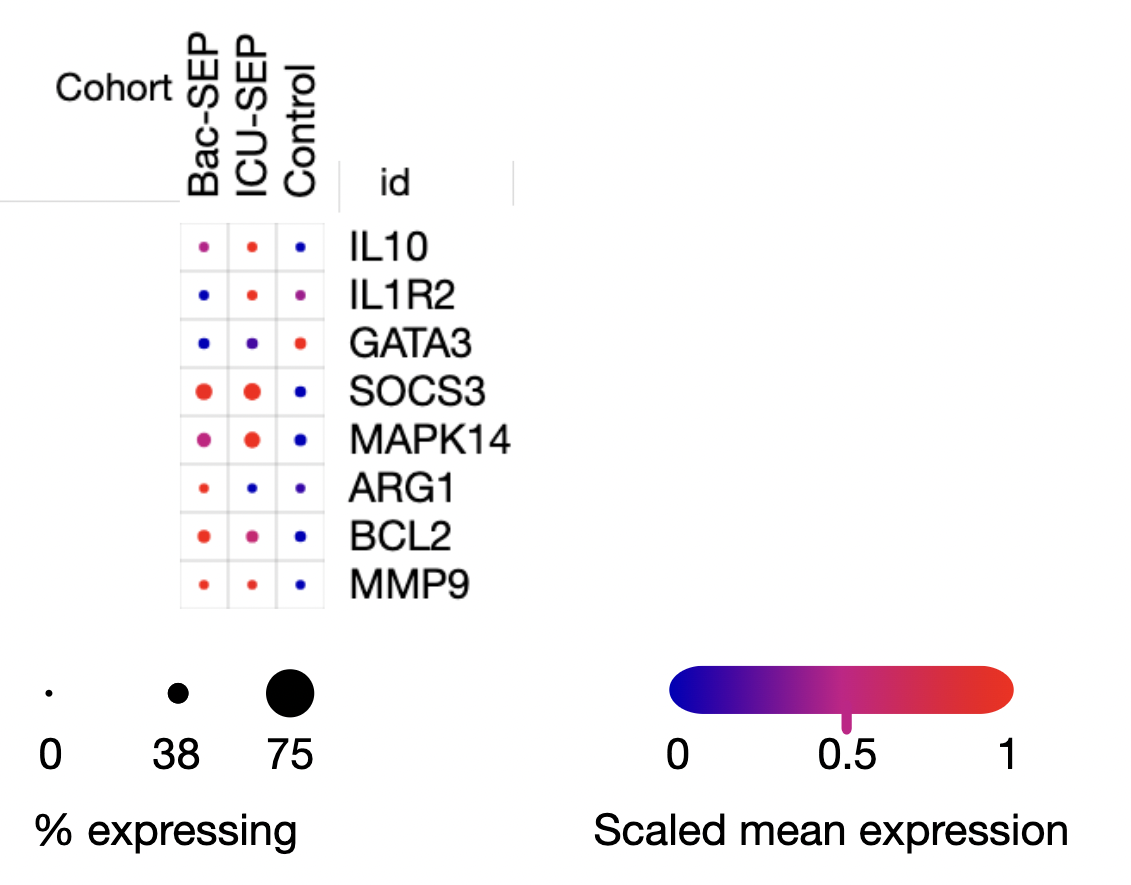 Cohort
Bac-SEP
ICU-SEP
Control
id
IL10
IL1R2
GATA3
SOCS3
MAPK14
ARG1
BCL2
MMP9
0 38 75
% expressing
0 0.5 1
Scaled mean expression